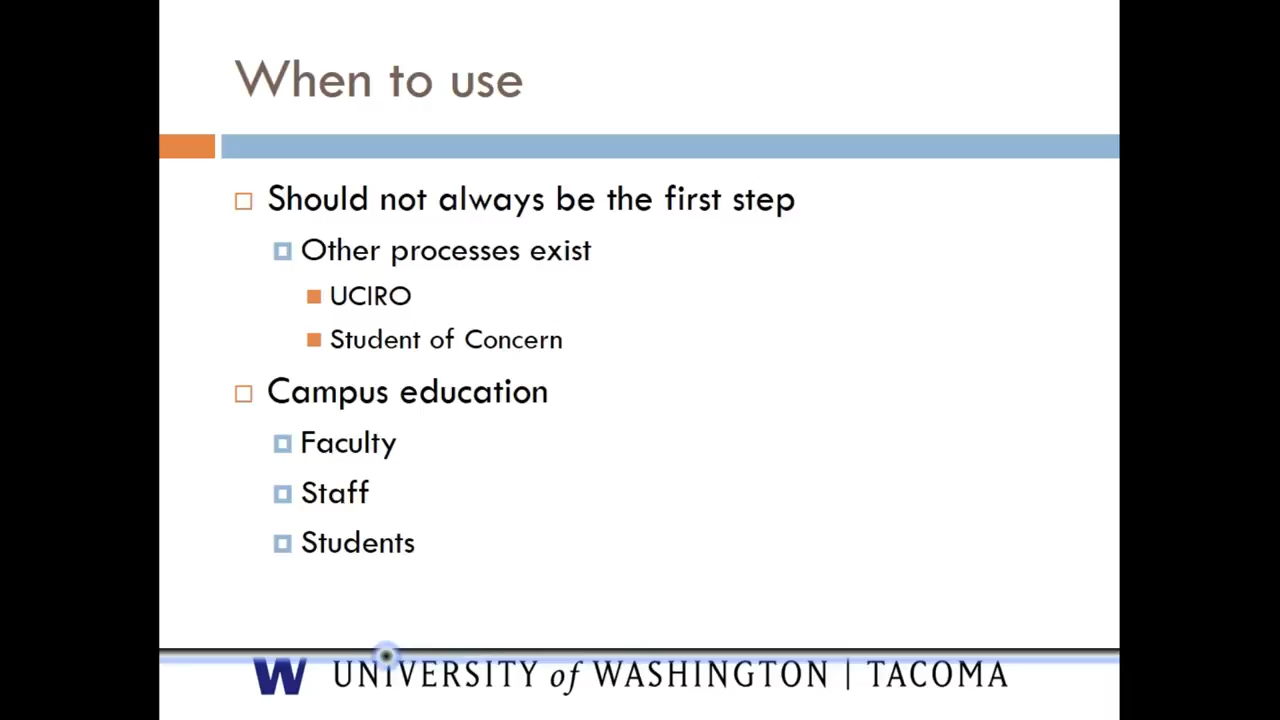 When to use
Should not always be the first step
Other processes exist
UCIRO
Student of Concern
Campus education
Faculty
Staff
Students
W UNIVERSITY of WASHINGTON | TACOMA